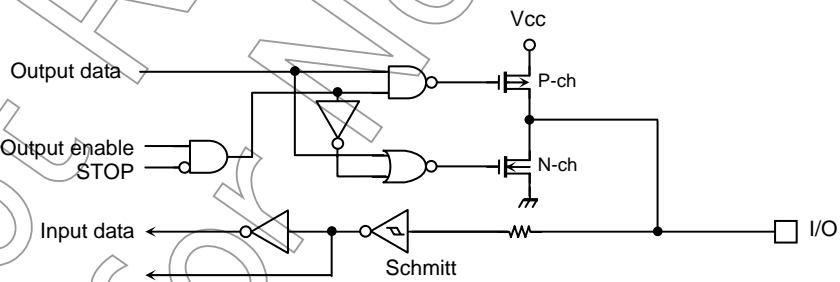 Vcc
Output data
P-ch
Output enable
STOP
N-ch
Input data
I/O
Schmitt